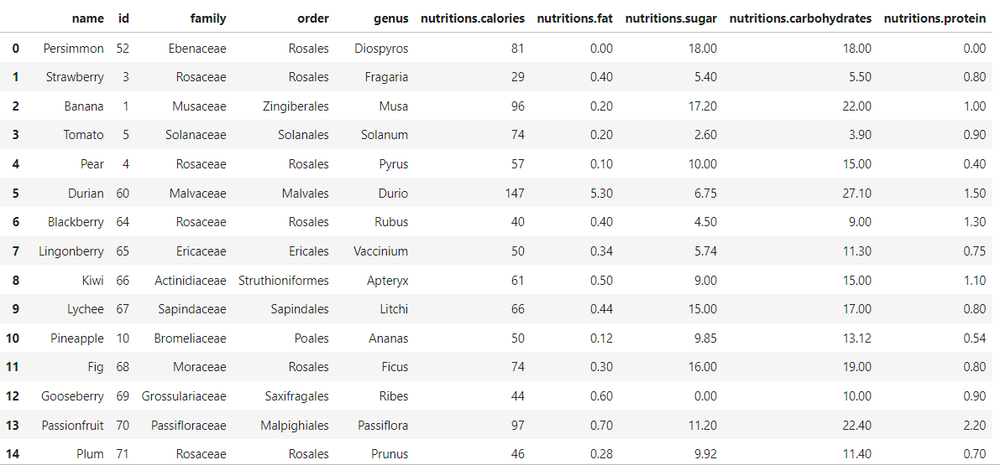 name id family order genus nutritions.calories nutritions.fat nutritions.sugar nutritions.carbohydrates nutritions.protein
0 Persimmon 52 Ebenaceae Rosales Diospyros 81 0.00 18.00 18.00 0.00
1 Strawberry 3 Rosaceae Rosales Fragaria 29 0.40 5.40 5.50 0.80
2 Banana 1 Musaceae Zingiberales Musa 96 0.20 17.20 22.00 1.00
3 Tomato 5 Solanaceae Solanales Solanum 74 0.20 2.60 3.90 0.90
4 Pear 4 Rosaceae Rosales Pyrus 57 0.10 10.00 15.00 0.40
5 Durian 60 Malvaceae Malvales Durio 147 5.30 6.75 27.10 1.50
6 Blackberry 64 Rosaceae Rosales Rubus 40 0.40 4.50 9.00 1.30
7 Lingonberry 65 Ericaceae Ericales Vaccinium 50 0.34 5.74 11.30 0.75
8 Kiwi 66 Actinidiaceae Struthioniformes Apteryx 61 0.50 9.00 15.00 1.10
9 Lychee 67 Sapindaceae Sapindales Litchi 66 0.44 15.00 17.00 0.80
10 Pineapple 10 Bromeliaceae Poales Ananas 50 0.12 9.85 13.12 0.54
11 Fig 68 Moraceae Rosales Ficus 74 0.30 16.00 19.00 0.80
12 Gooseberry 69 Grossulariaceae Saxifragales Ribes 44 0.60 0.00 10.00 0.90
13 Passionfruit 70 Passifloraceae Malpighiales Passiflora 97 0.70 11.20 22.40 2.20
14 Plum 71 Rosaceae Rosales Prunus 46 0.28 9.92 11.40 0.70